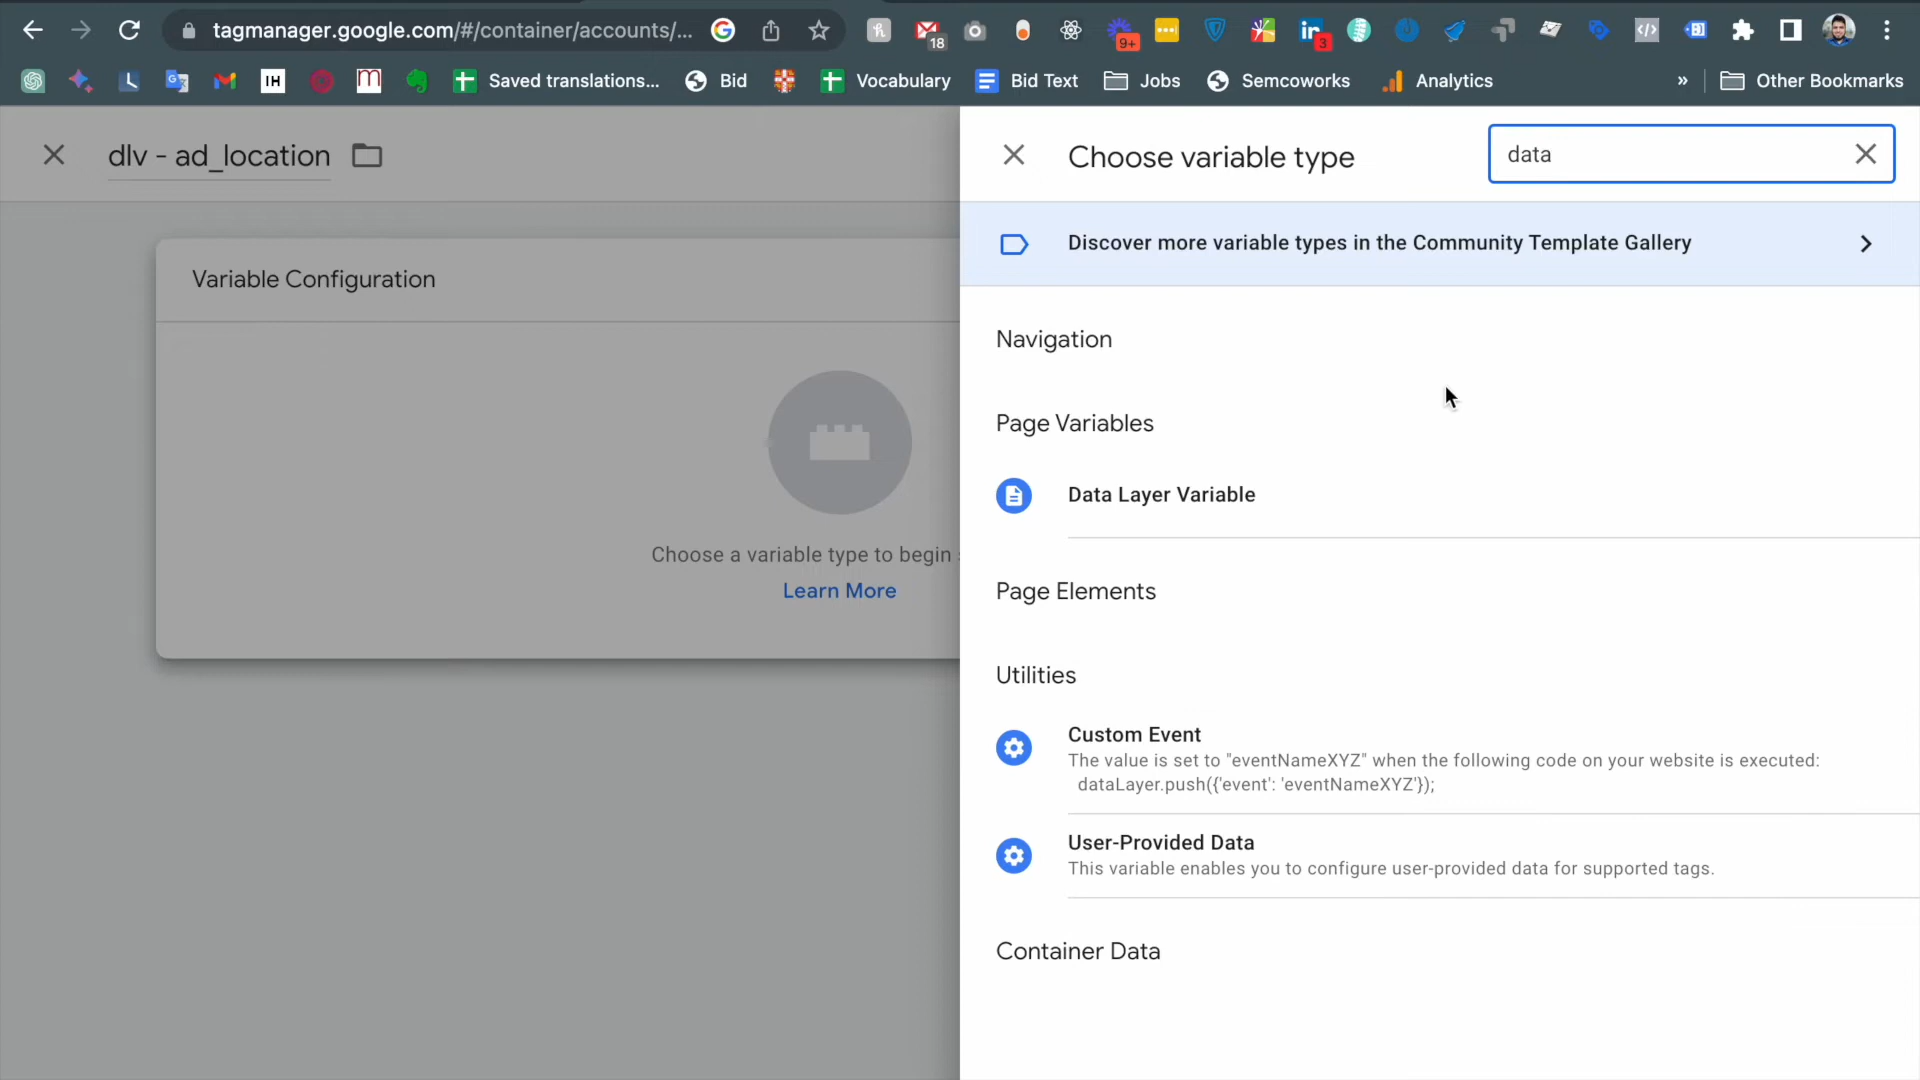 tagmanager.google.com/#/container/accounts/...
18
9+
3
Saved translations...
Bid
Vocabulary
Bid Text
Jobs
Semcoworks
Analytics
»
Other Bookmarks
dlv - ad_location
Variable Configuration
Choose a variable type to begin
Learn More
Choose variable type
data
Discover more variable types in the Community Template Gallery
Navigation
Page Variables
Data Layer Variable
Page Elements
Utilities
Custom Event
The value is set to "eventNameXYZ" when the following code on your website is executed:
dataLayer.push({'event': 'eventNameXYZ'});
User-Provided Data
This variable enables you to configure user-provided data for supported tags.
Container Data